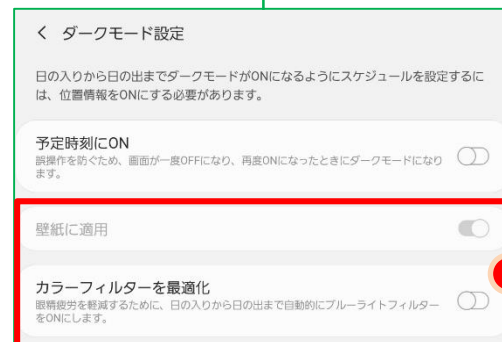 ダークモード設定
日の入りから日の出までダークモードがONになるようにスケジュールを設定するに
は、位置情報をONにする必要があります。
予定時刻にON
誤操作を防ぐため、画面が一度OFFになり、再度ONになったときにダークモードになり
ます。
壁紙に適用
カラーフィルターを最適化
眼精疲労を軽減するために、日の入りから日の出まで自動的にブルーライトフィルター
をONにします。